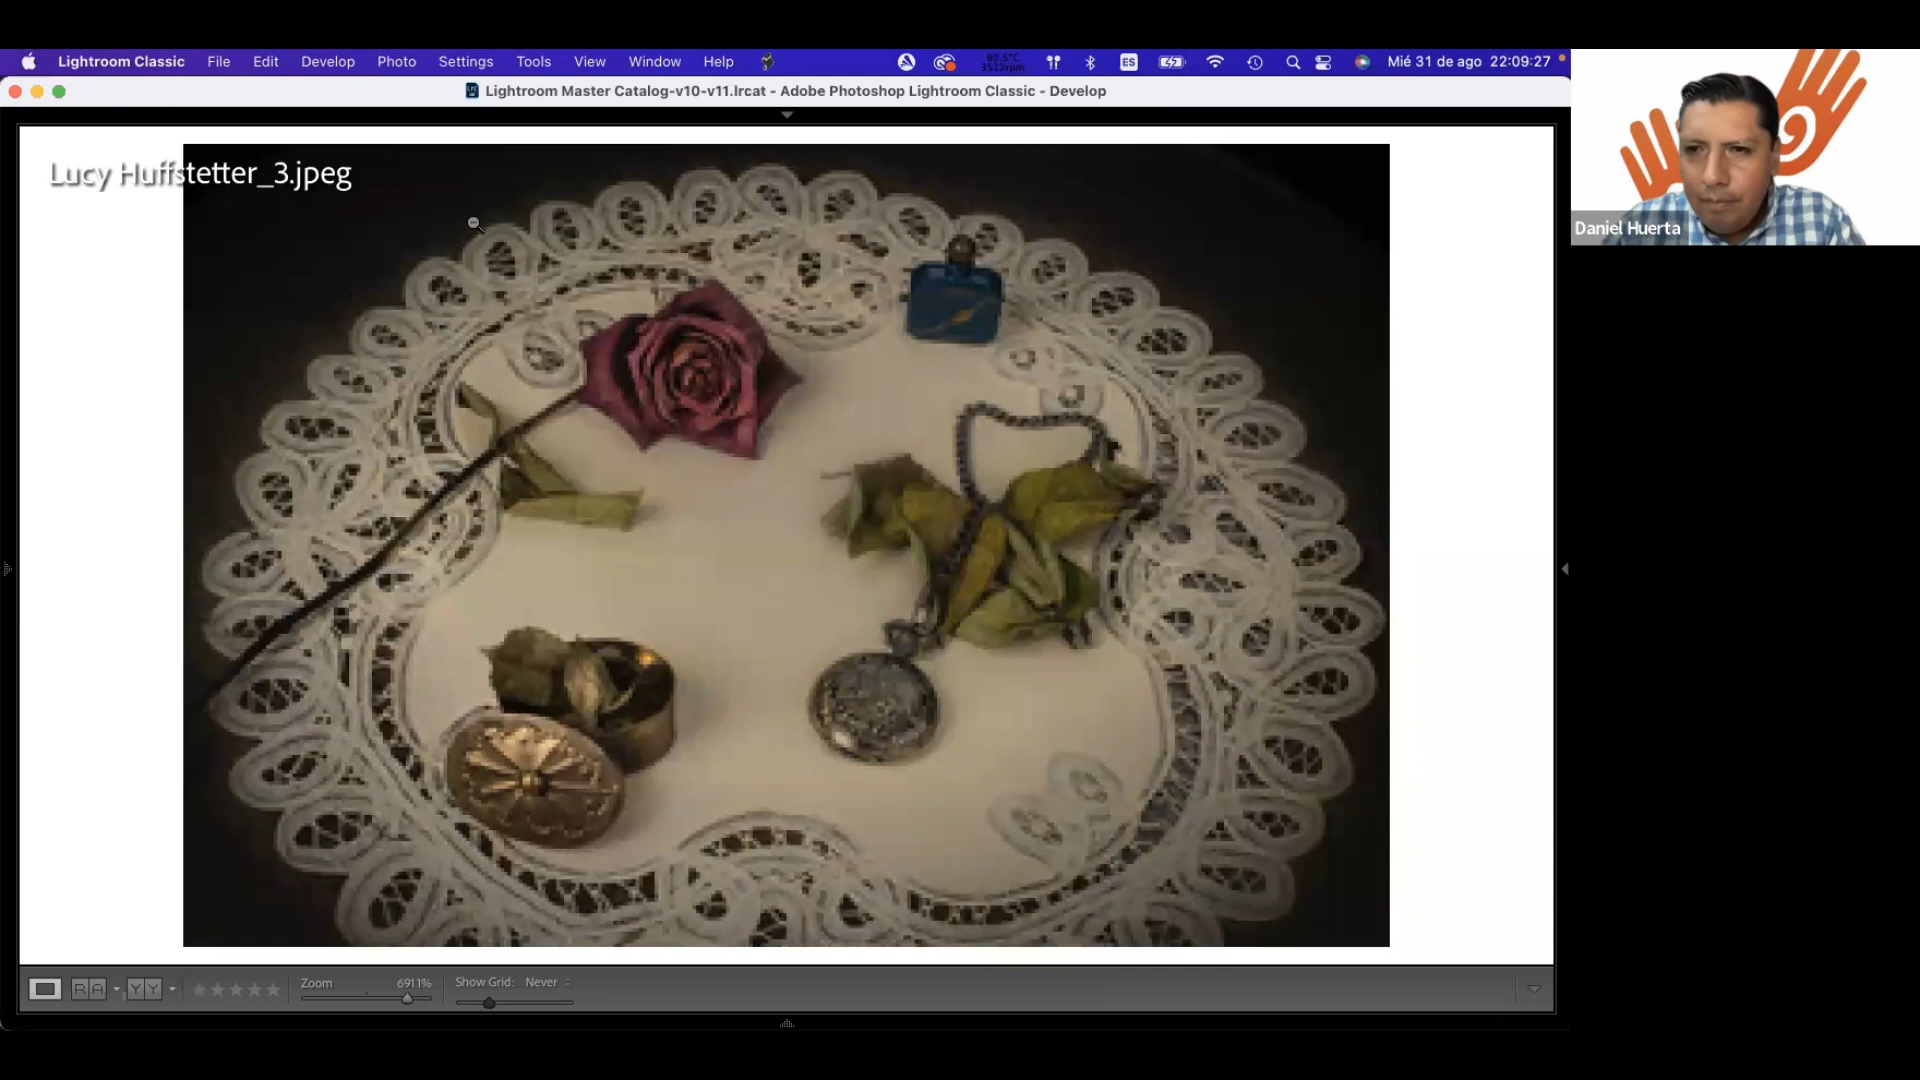 Lightroom Classic File Edit Develop Photo Settings Tools View Window Help ES Mié 31 de ago 22:09:27
Lightroom Master Catalog-v10-v11.lrcat - Adobe Photoshop Lightroom Classic - Develop
Lucy Huffstetter_3.jpeg
Daniel Huerta
R A Y Y Zoom 691.1% Show Grid: Never